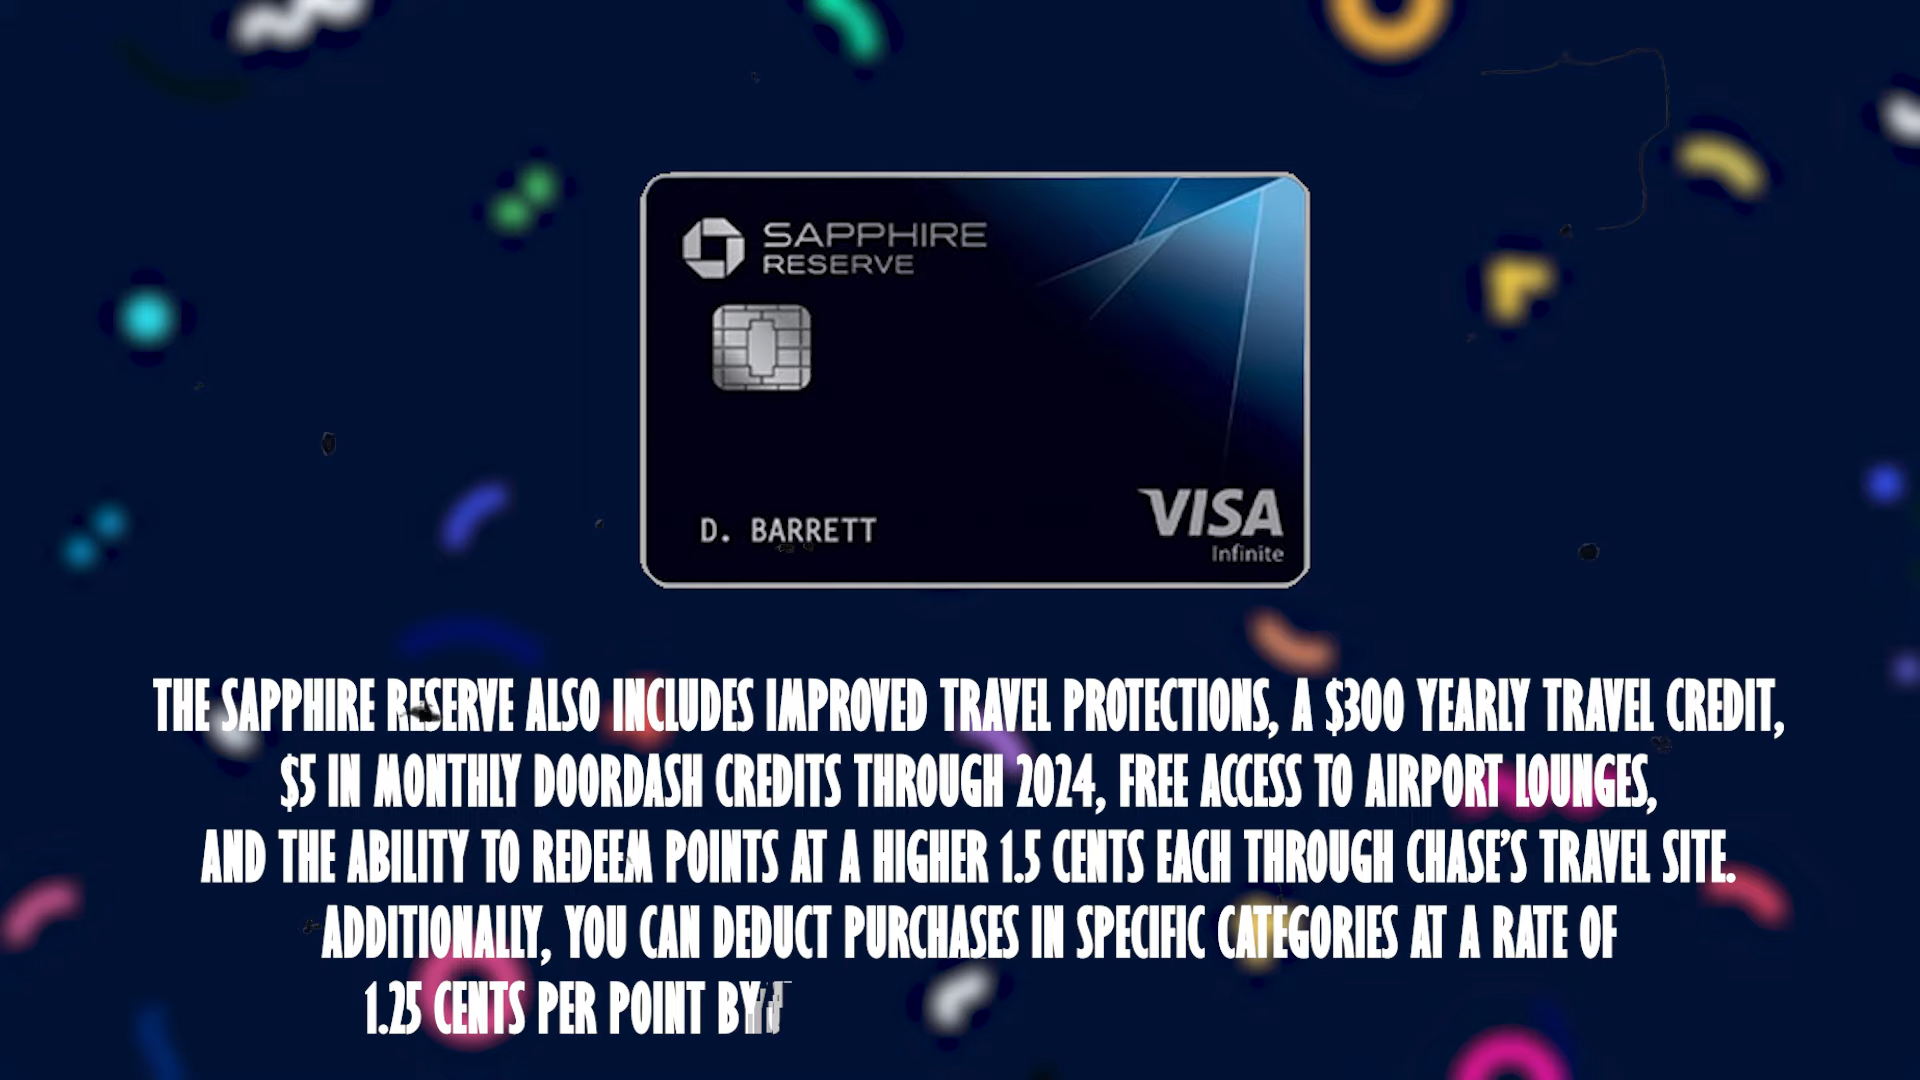 SAPPHIRE
RESERVE
D. BARRETT
VISA
Infinite
THE SAPPHIRE RESERVE ALSO INCLUDES IMPROVED TRAVEL PROTECTIONS, A $300 YEARLY TRAVEL CREDIT,
$5 IN MONTHLY DOORDASH CREDITS THROUGH 2024, FREE ACCESS TO AIRPORT LOUNGES,
AND THE ABILITY TO REDEEM POINTS AT A HIGHER 1.5 CENTS EACH THROUGH CHASE’S TRAVEL SITE.
ADDITIONALLY, YOU CAN DEDUCT PURCHASES IN SPECIFIC CATEGORIES AT A RATE OF
1.25 CENTS PER POINT BY